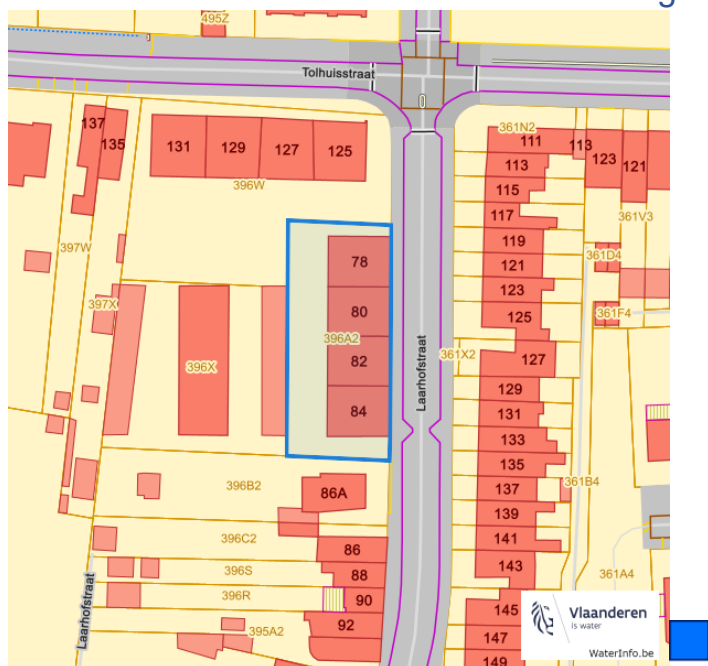 495Z
g
Tolhuisstraat
137
135
131
129
127
125
396W
361N2
111
113
123
121
113
115
117
361V3
397W
119
361D4
78
121
123
397X
80
361F4
125
396A2
361X2
127
396X
82
Laarhofstraat
129
84
131
133
135
396B2
86A
137
361B4
139
396C2
141
86
143
396S
88
361A4
396R
90
Laarhofstraat
145
92
395A2
147
149
Vlaanderen
is water
WaterInfo.be